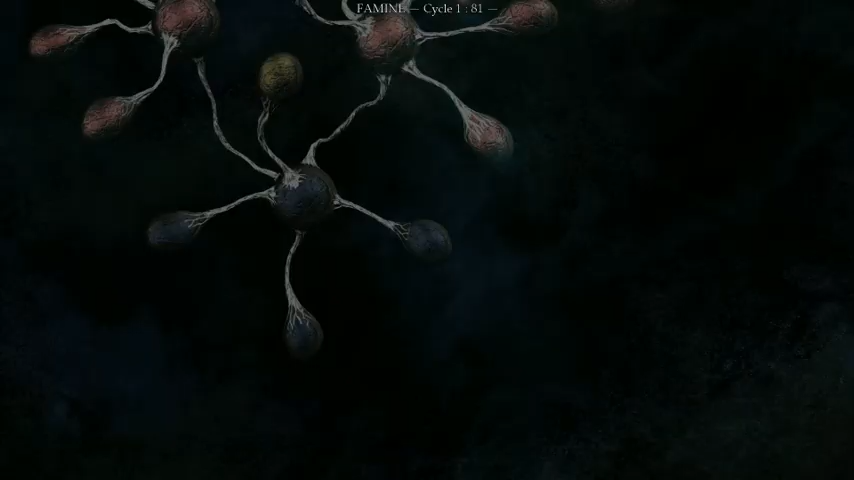 FAMINE — Cycle 1 : 81 —